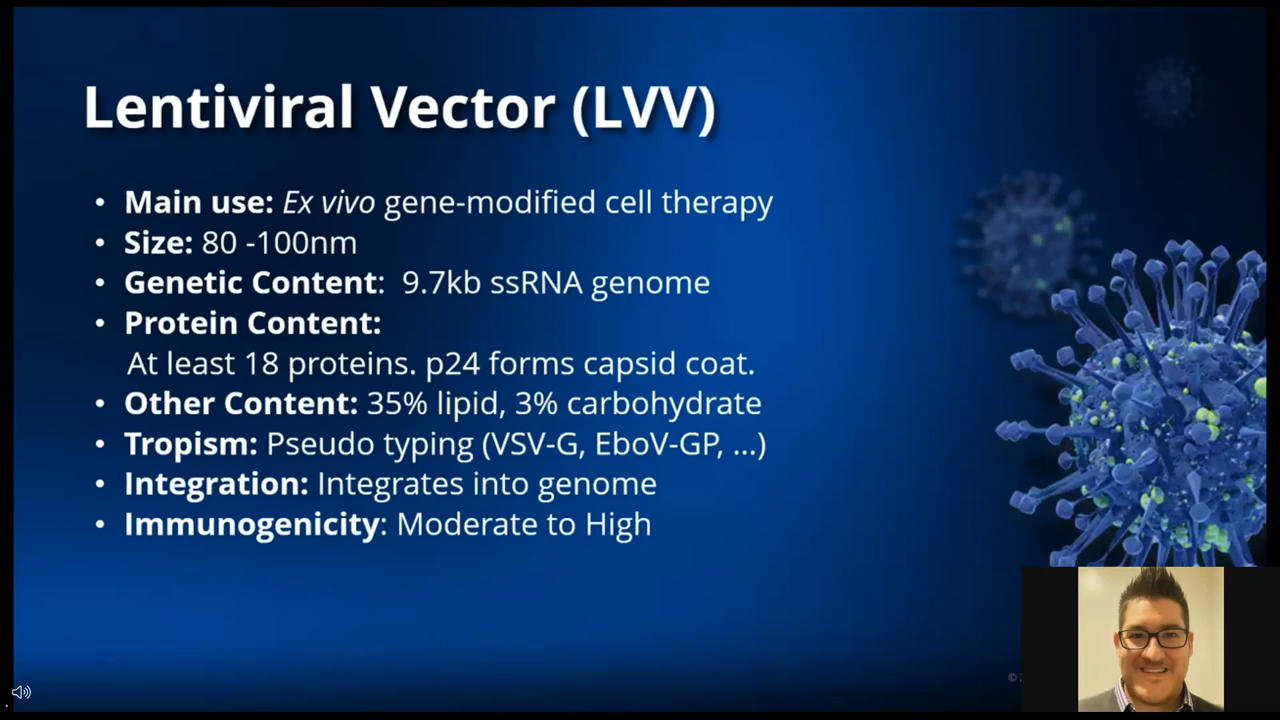 Lentiviral Vector (LVV)
• Main use: Ex vivo gene-modified cell therapy
• Size: 80 -100nm
• Genetic Content:  9.7kb ssRNA genome
• Protein Content:
At least 18 proteins. p24 forms capsid coat.
• Other Content: 35% lipid, 3% carbohydrate
• Tropism: Pseudo typing (VSV-G, EboV-GP, ...)
• Integration: Integrates into genome
• Immunogenicity: Moderate to High
©